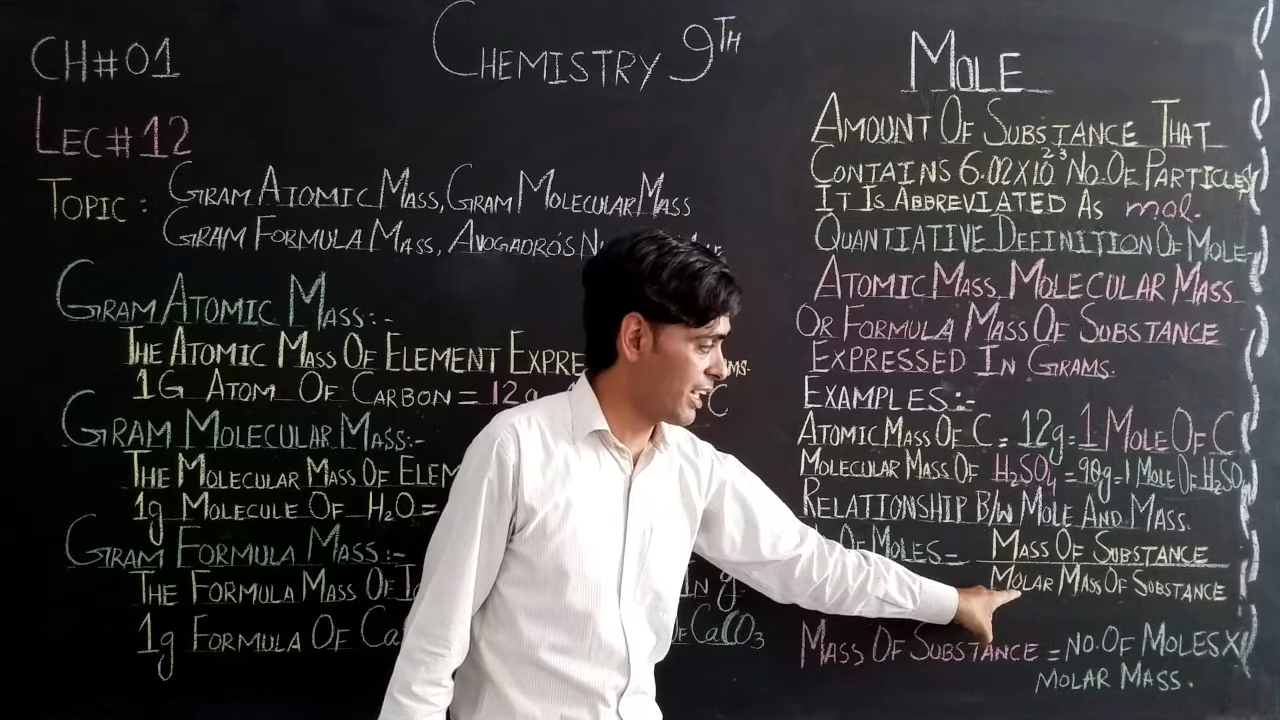 CH#01
CHEMISTRY 9TH
LEC#12
TOPIC: GRAM ATOMIC MASS, GRAM MOLECULAR MASS
GRAM FORMULA MASS, AVOGADRO'S
GRAM ATOMIC MASS:-
THE ATOMIC MASS OF ELEMENT
1G ATOM OF CARBON = 12g C
GRAM MOLECULAR MASS:-
THE MOLECULAR MASS OF
1g MOLECULE OF H2O =
GRAM FORMULA MASS:-
THE FORMULA MASS OF IN g.
1g FORMULA OF CaCO3
MOLE
AMOUNT OF SUBSTANCE THAT
CONTAINS 6.02X10²³ NO. OF PARTICLES
IT IS ABBREVIATED AS mol.
QUANTIATIVE DEFINITION OF MOLE-
ATOMIC MASS, MOLECULAR MASS
OR FORMULA MASS OF SUBSTANCE
EXPRESSED IN GRAMS.
EXAMPLES:-
ATOMIC MASS OF C = 12g = 1 MOLE OF C
MOLECULAR MASS OF H2SO4 = 98g = 1 MOLE OF H2SO4
RELATIONSHIP B/W MOLE AND MASS.
OF MOLES = MASS OF SUBSTANCE
MOLAR MASS OF SUBSTANCE
MASS OF SUBSTANCE = NO. OF MOLES X
MOLAR MASS.